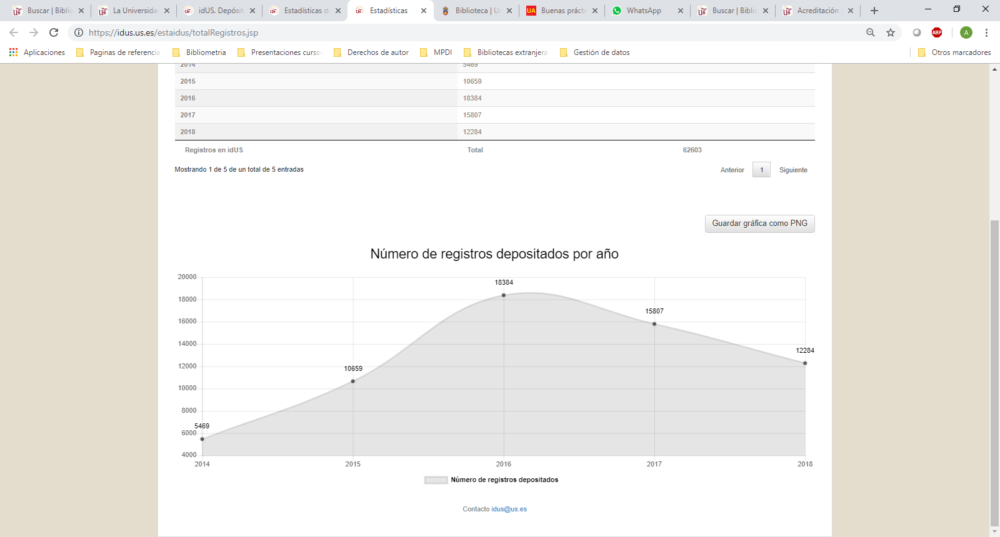 Buscar | Biblio
La Universida
idUS. Depósit
Estadísticas d
Estadísticas
Biblioteca | U
UA
Buenas práct
WhatsApp
Buscar | Biblio
Acreditación
https://idus.us.es/estaidus/totalRegistros.jsp
ABP
A
Aplicaciones
Paginas de referencia
Bibliometria
Presentaciones curso
Derechos de autor
MPDI
Bibliotecas extranjera
Gestión de datos
Otros marcadores
2014 5469
2015 10659
2016 18384
2017 15807
2018 12284
Registros en idUS Total 62603
Mostrando 1 de 5 de un total de 5 entradas
Anterior 1 Siguiente
Guardar gráfica como PNG
Número de registros depositados por año
20000
18000
16000
14000
12000
10000
8000
6000
4000
5469
10659
18384
15807
12284
2014 2015 2016 2017 2018
Número de registros depositados
Contacto idus@us.es